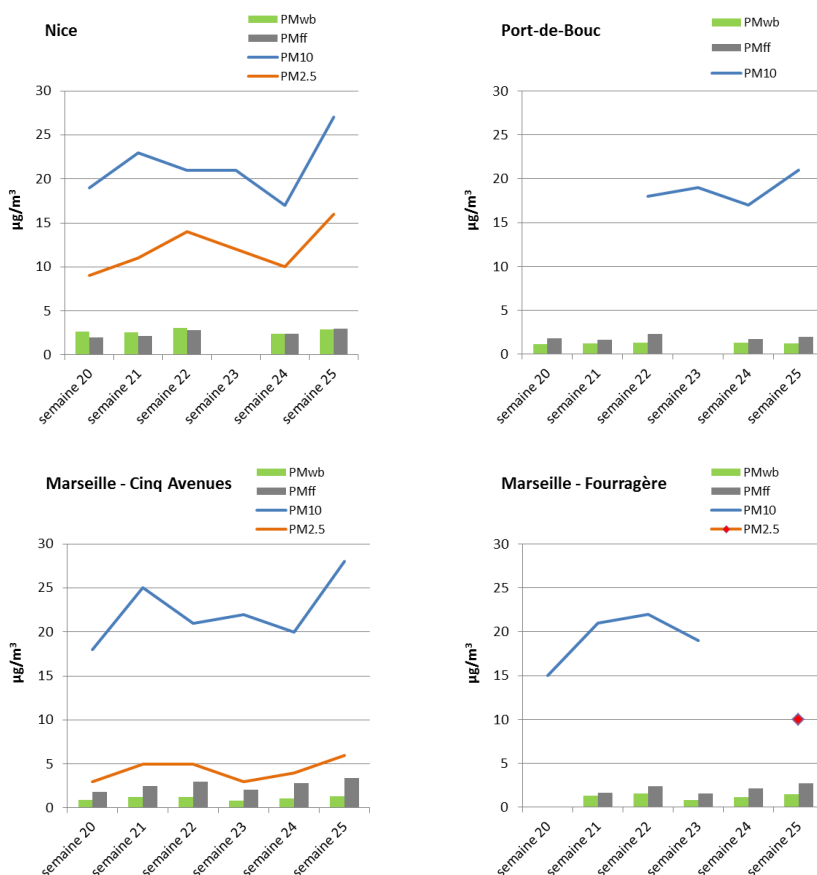 Nice
PMwb
PMff
PM10
PM2.5
µg/m³
30
25
20
15
10
5
0
semaine 20
semaine 21
semaine 22
semaine 23
semaine 24
semaine 25
Port-de-Bouc
PMwb
PMff
PM10
µg/m³
30
25
20
15
10
5
0
semaine 20
semaine 21
semaine 22
semaine 23
semaine 24
semaine 25
Marseille - Cinq Avenues
PMwb
PMff
PM10
PM2.5
µg/m³
30
25
20
15
10
5
0
semaine 20
semaine 21
semaine 22
semaine 23
semaine 24
semaine 25
Marseille - Fourragère
PMwb
PMff
PM10
PM2.5
µg/m³
30
25
20
15
10
5
0
semaine 20
semaine 21
semaine 22
semaine 23
semaine 24
semaine 25